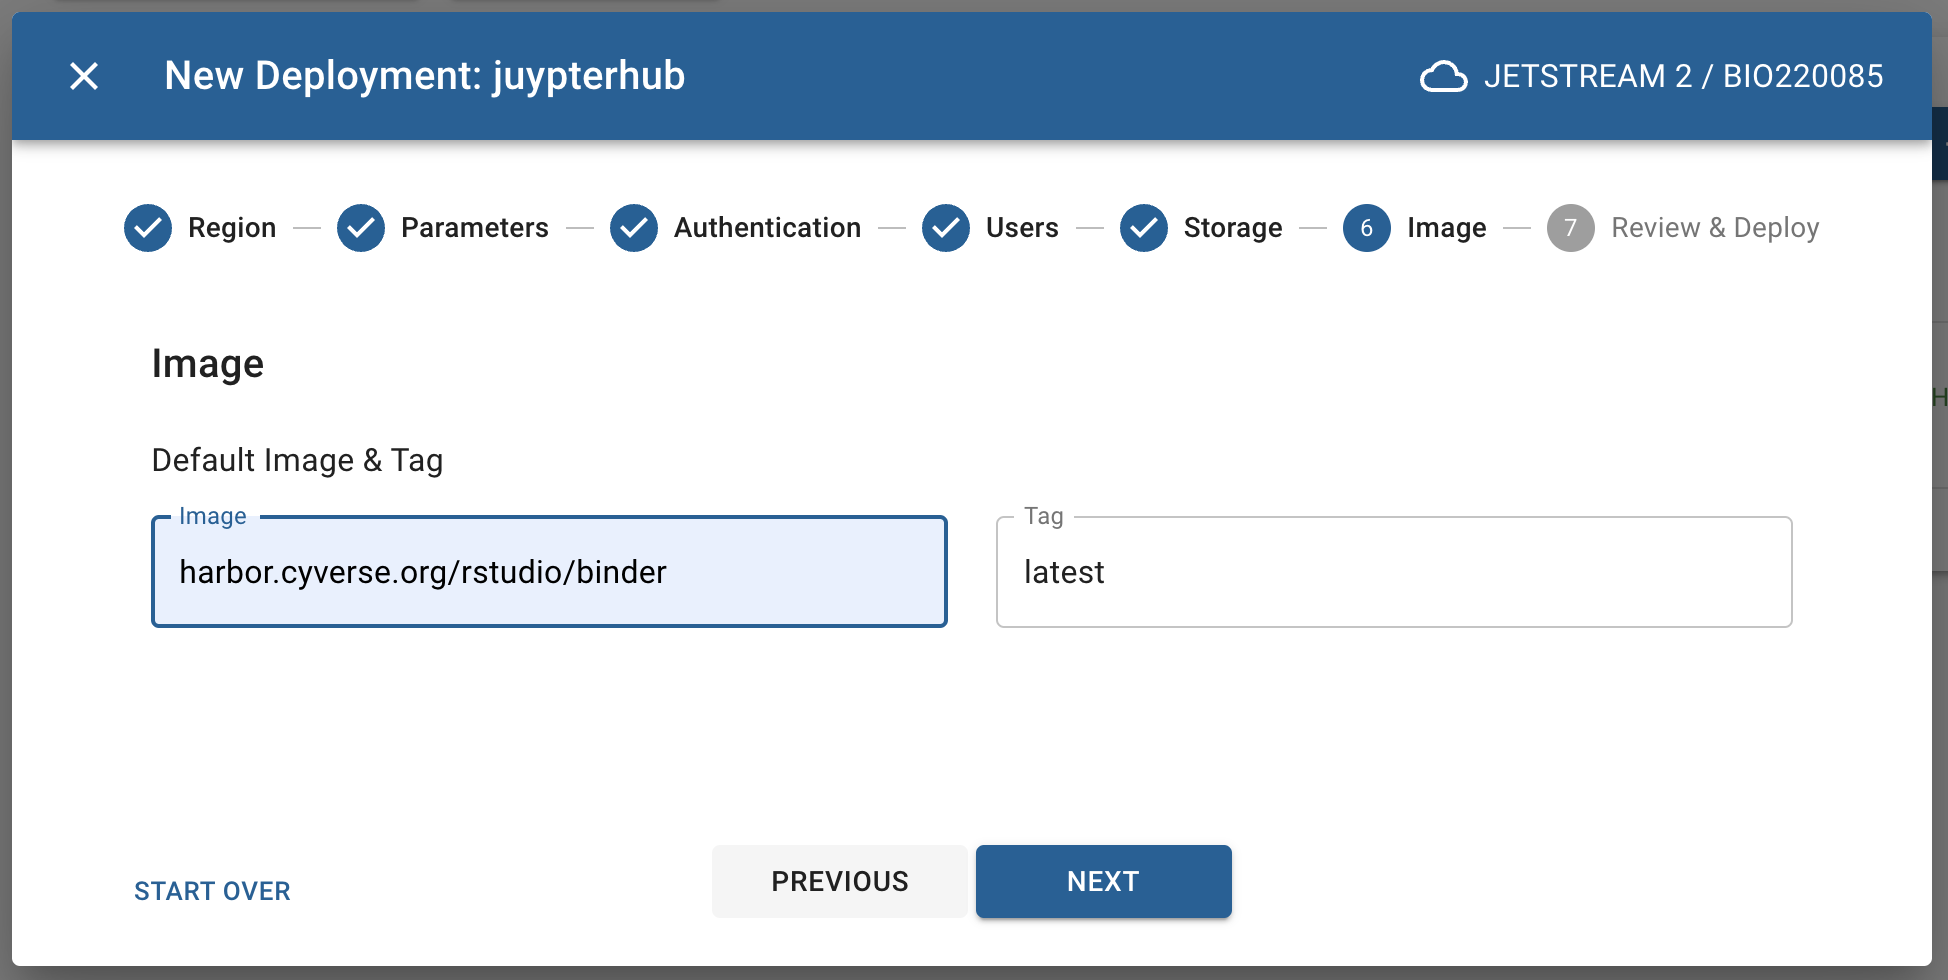 New Deployment: juypterhub
JETSTREAM 2 / BIO220085
Region
Parameters
Authentication
Users
Storage
6 Image
7 Review & Deploy
Image
Default Image & Tag
Image
harbor.cyverse.org/rstudio/binder
Tag
latest
START OVER
PREVIOUS
NEXT
H